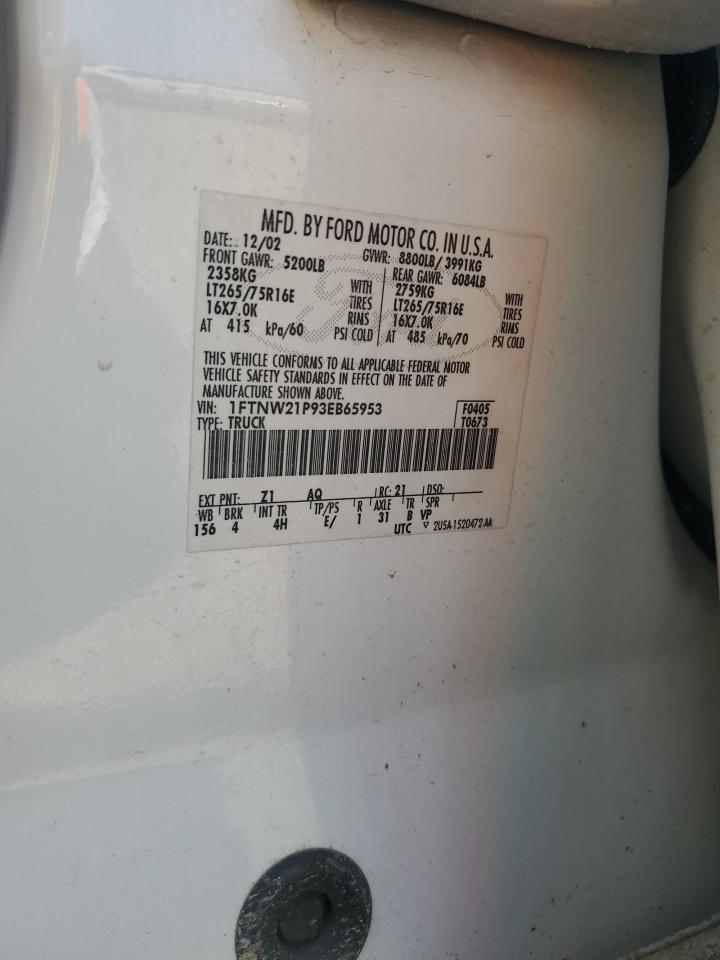 MFD. BY FORD MOTOR CO. IN U.S.A.
DATE: 12/02 GVWR: 8800LB/ 3991KG
FRONT GAWR: 5200LB REAR GAWR: 6084LB
2358KG WITH 2759KG WITH
LT265/75R16E TIRES LT265/75R16E TIRES
16X7.0K RIMS 16X7.0K RIMS
AT 415 kPa/60 PSI COLD AT 485 kPa/70 PSI COLD
THIS VEHICLE CONFORMS TO ALL APPLICABLE FEDERAL MOTOR
VEHICLE SAFETY STANDARDS IN EFFECT ON THE DATE OF
MANUFACTURE SHOWN ABOVE.
VIN: 1FTNW21P93EB65953 F0405
TYPE: TRUCK T0673
EXT PNT: Z1 AQ RC: 21 DSO:
WB BRK INT TR TP/PS R AXLE TR SPR
156 4 4H E/ 1 31 B VP
UTC ▽ 2U5A-1520472-AA